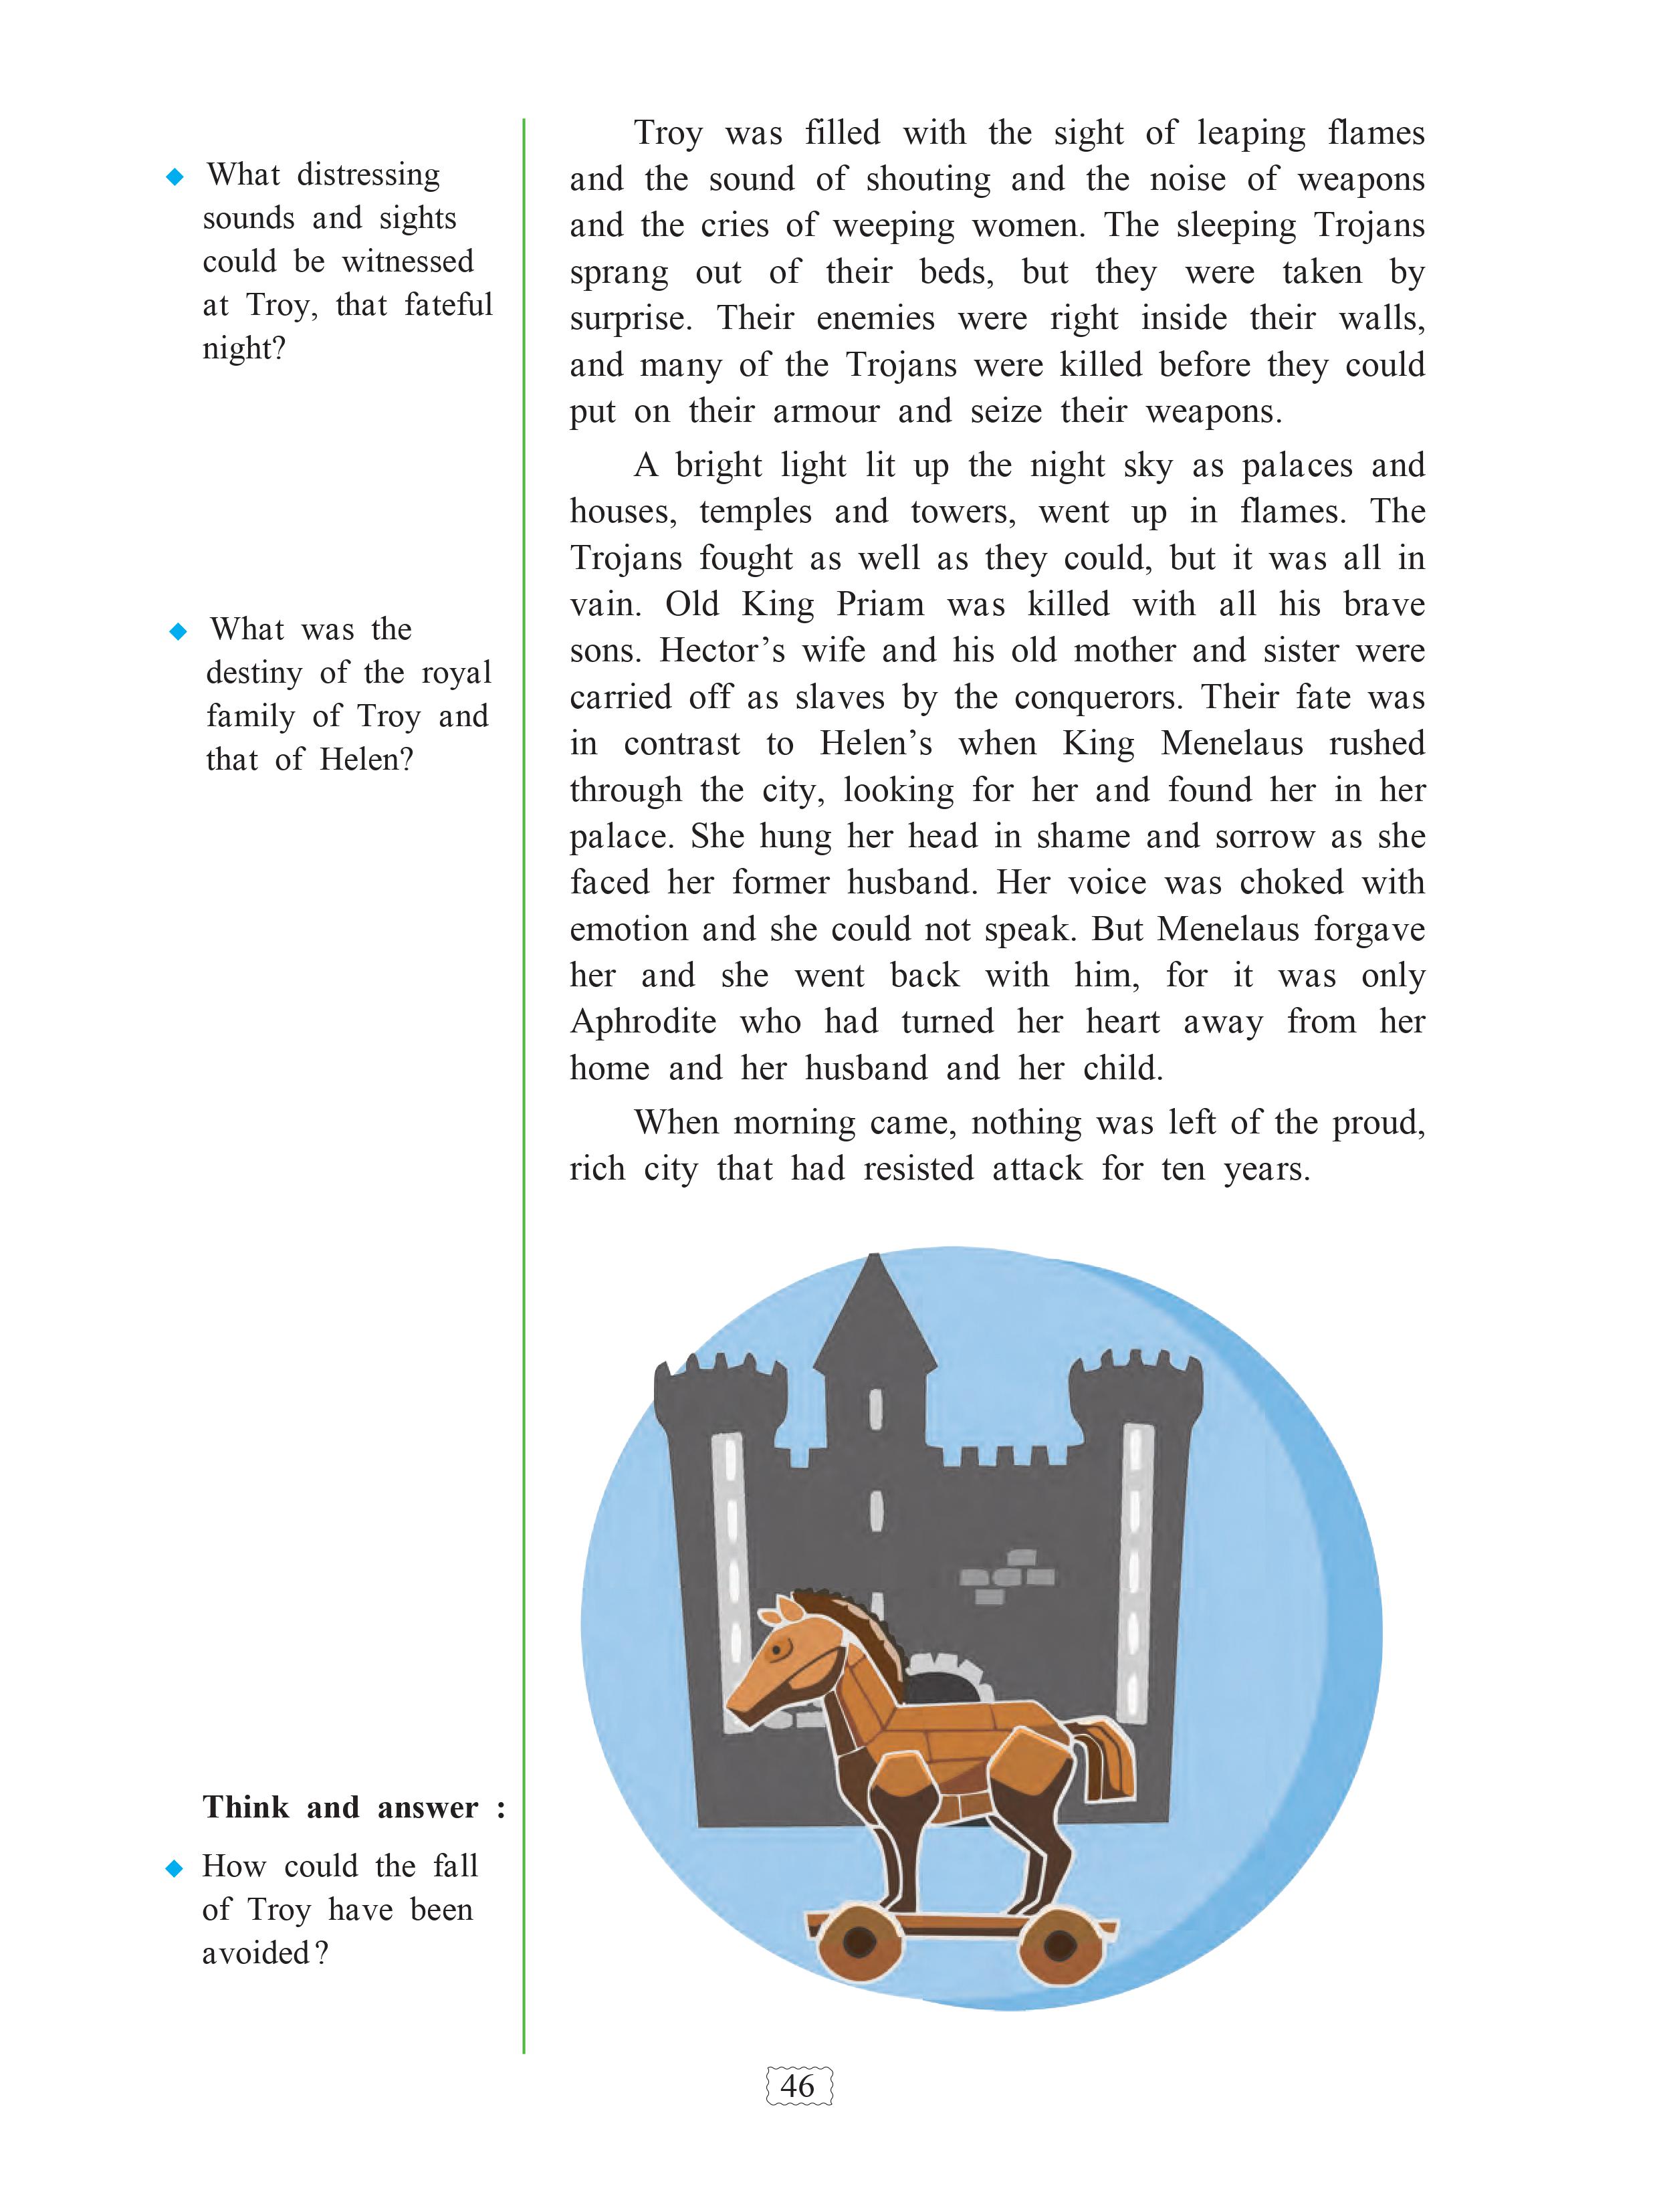 What distressing
sounds and sights
could be witnessed
at Troy, that fateful
night?
What was the
destiny of the royal
family of Troy and
that of Helen?
Think and answer :
How could the fall
of Troy have been
avoided?
Troy was filled with the sight of leaping flames
and the sound of shouting and the noise of weapons
and the cries of weeping women. The sleeping Trojans
sprang out of their beds, but they were taken by
surprise. Their enemies were right inside their walls,
and many of the Trojans were killed before they could
put on their armour and seize their weapons.
A bright light lit up the night sky as palaces and
houses, temples and towers, went up in flames. The
Trojans fought as well as they could, but it was all in
vain. Old King Priam was killed with all his brave
sons. Hector’s wife and his old mother and sister were
carried off as slaves by the conquerors. Their fate was
in contrast to Helen’s when King Menelaus rushed
through the city, looking for her and found her in her
palace. She hung her head in shame and sorrow as she
faced her former husband. Her voice was choked with
emotion and she could not speak. But Menelaus forgave
her and she went back with him, for it was only
Aphrodite who had turned her heart away from her
home and her husband and her child.
When morning came, nothing was left of the proud,
rich city that had resisted attack for ten years.
46